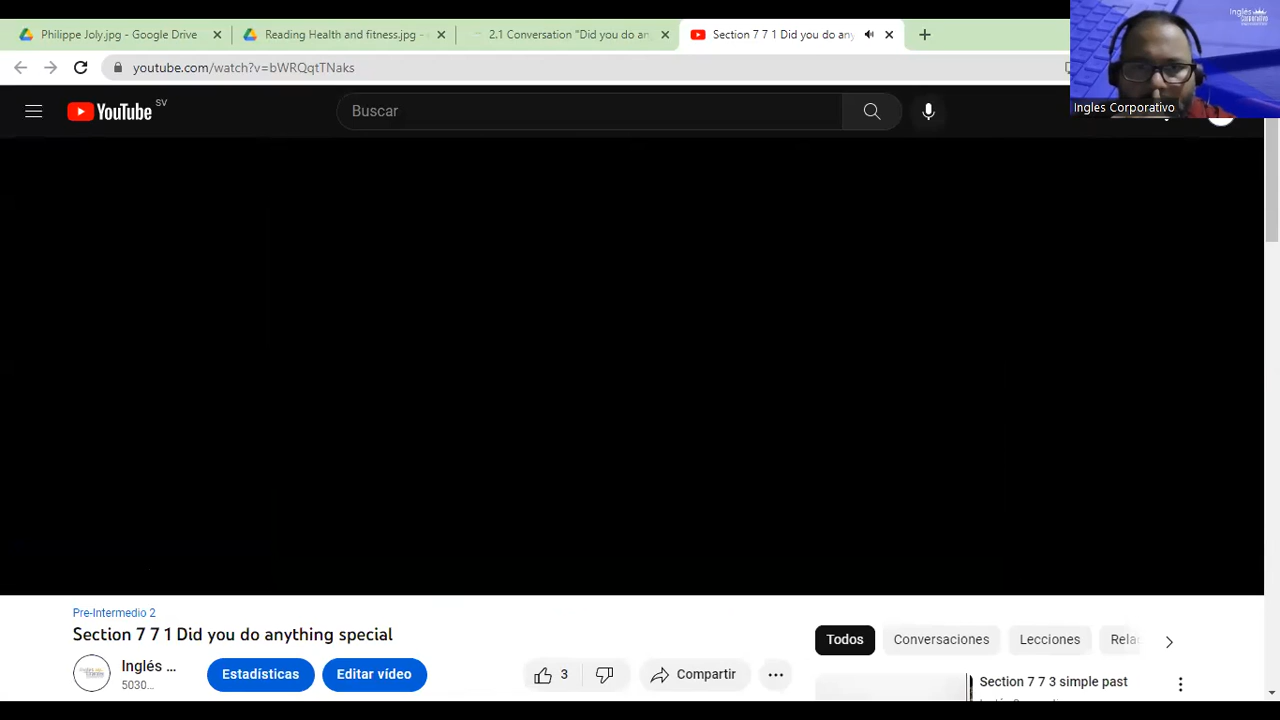 Philippe Joly.jpg - Google Drive
Reading Health and fitness.jpg -
2.1 Conversation "Did you do an
Section 7 7 1 Did you do any
youtube.com/watch?v=bWRQqtTNaks
Inglés
Corporativo
Ingles Corporativo
YouTube SV
Buscar
Pre-Intermedio 2
Section 7 7 1 Did you do anything special
Todos
Conversaciones
Lecciones
Rela
Inglés ...
5030...
Estadísticas
Editar vídeo
3
Compartir
Section 7 7 3 simple past